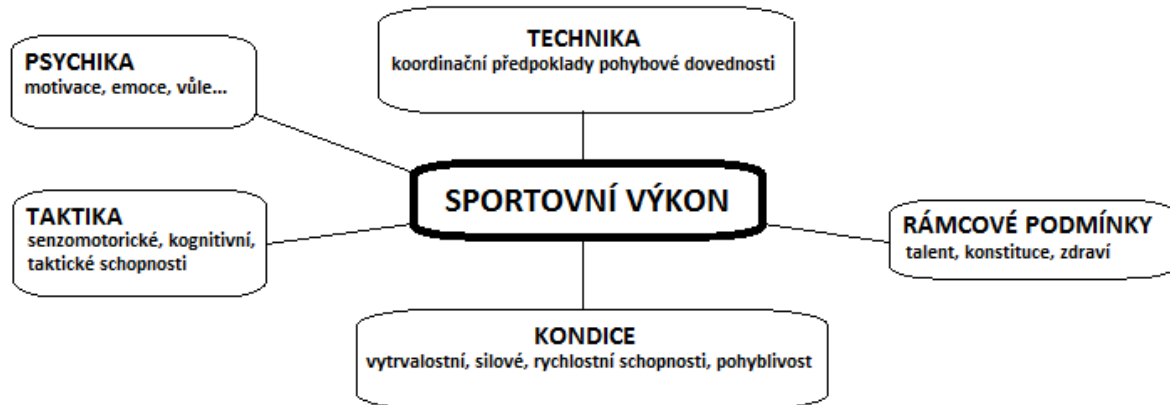 TECHNIKA
koordinační předpoklady pohybové dovednosti
PSYCHIKA
motivace, emoce, vůle...
SPORTOVNÍ VÝKON
TAKTIKA
senzomotorické, kognitivní,
taktické schopnosti
RÁMCOVÉ PODMÍNKY
talent, konstituce, zdraví
KONDICE
vytrvalostní, silové, rychlostní schopnosti, pohyblivost